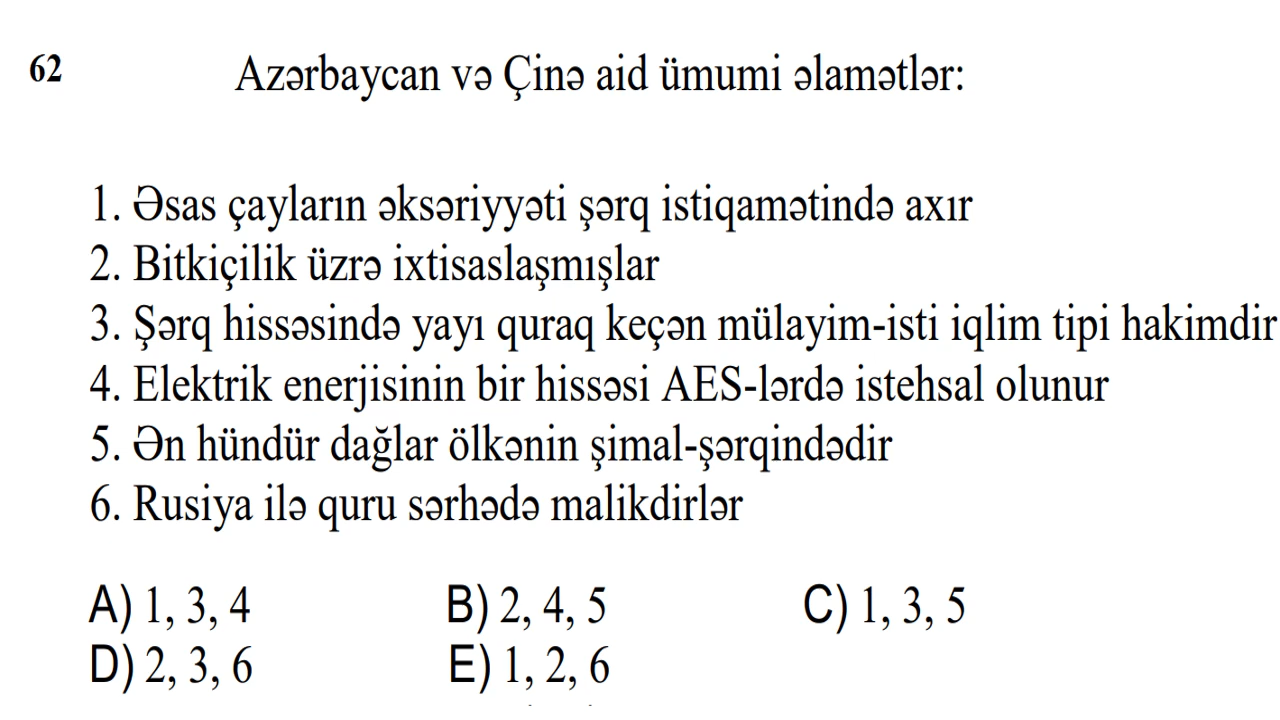 62 Azərbaycan və Çinə aid ümumi əlamətlər:
1. Əsas çayların əksəriyyəti şərq istiqamətində axır
2. Bitkiçilik üzrə ixtisaslaşmışlar
3. Şərq hissəsində yayı quraq keçən mülayim-isti iqlim tipi hakimdir
4. Elektrik enerjisinin bir hissəsi AES-lərdə istehsal olunur
5. Ən hündür dağlar ölkənin şimal-şərqindədir
6. Rusiya ilə quru sərhədə malikdirlər
A) 1, 3, 4 B) 2, 4, 5 C) 1, 3, 5
D) 2, 3, 6 E) 1, 2, 6